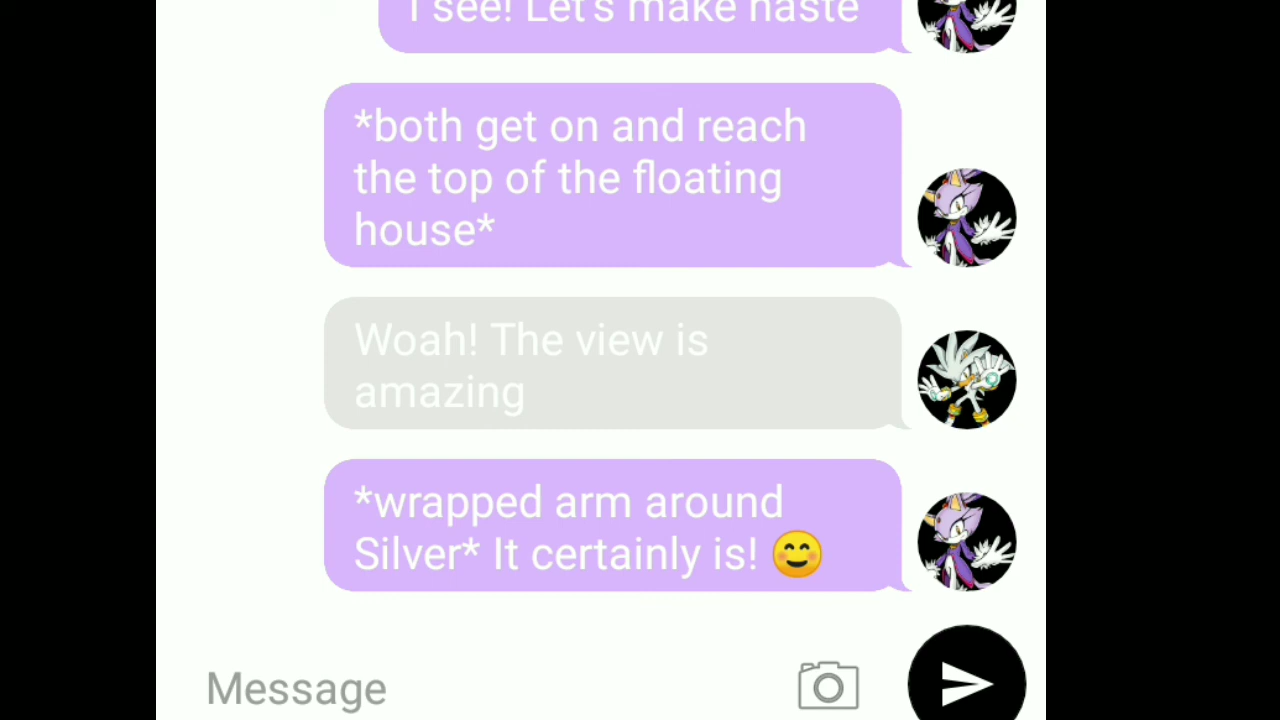 I see! Let's make haste
*both get on and reach
the top of the floating
house*
Woah! The view is
amazing
*wrapped arm around
Silver* It certainly is! 😊
Message